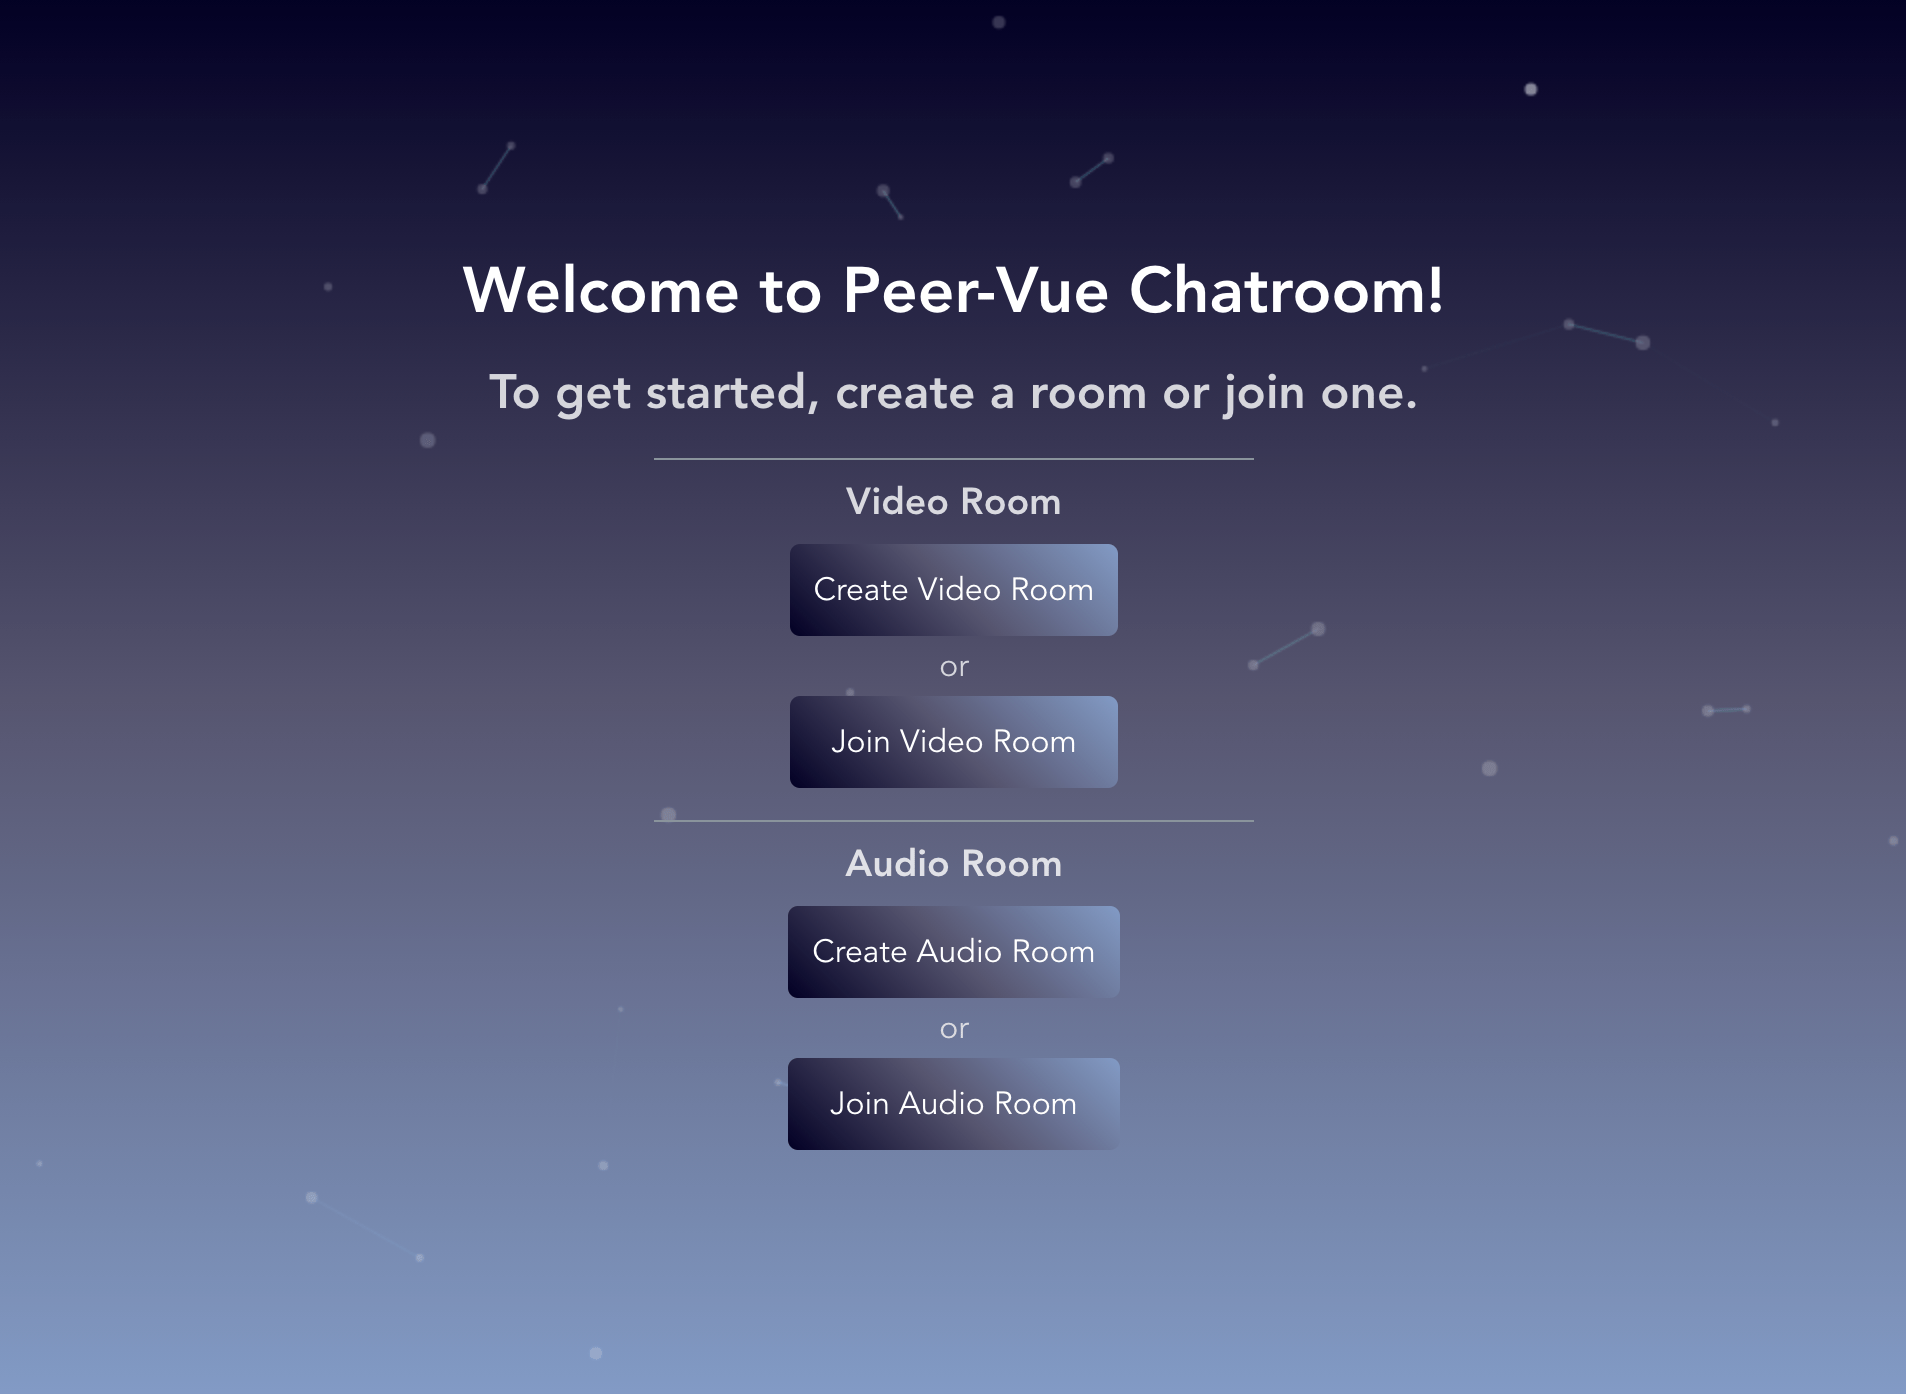 Welcome to Peer-Vue Chatroom!
To get started, create a room or join one.
Video Room
Create Video Room
or
Join Video Room
Audio Room
Create Audio Room
or
Join Audio Room